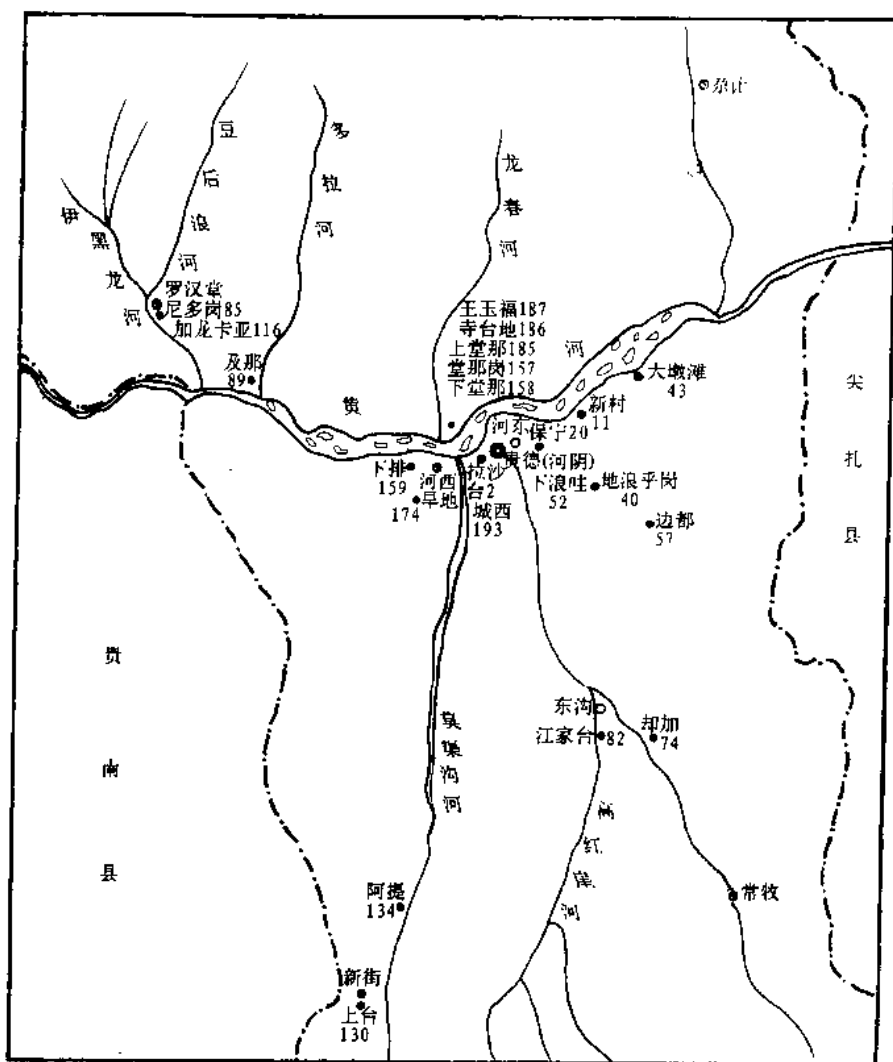 豆后浪河
多拉河
龙春河
伊黑龙河
罗汉堂
尼多岗85
加龙卡亚116
及那
89
王玉福187
寺台地186
上堂那185
堂那岗157
下堂那158
黄
河
大墩滩
43
尖扎县
新村
11
河东
保宁20
贵德(河阴)
下排
159
河西
旱地
174
拉沙
台2
城西
193
下浪哇
52
地浪乎岗
40
边都
57
贵南县
莫渠沟河
东沟
江家台
82
却加
74
高红崖河
阿提
134
常牧
新街
上台
130